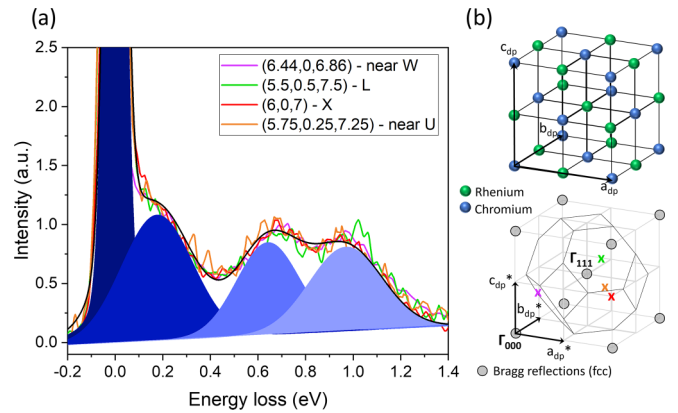 (a)
2.5
2.0
1.5
1.0
0.5
0.0
Intensity (a.u.)
(6.44,0,6.86) - near W
(5.5,0.5,7.5) - L
(6,0,7) - X
(5.75,0.25,7.25) - near U
-0.2 0.0 0.2 0.4 0.6 0.8 1.0 1.2 1.4
Energy loss (eV)
(b)
c_dp
b_dp
a_dp
Rhenium
Chromium
Γ_111
x
x
x
x
c_dp*
b_dp*
Γ_000
a_dp*
Bragg reflections (fcc)